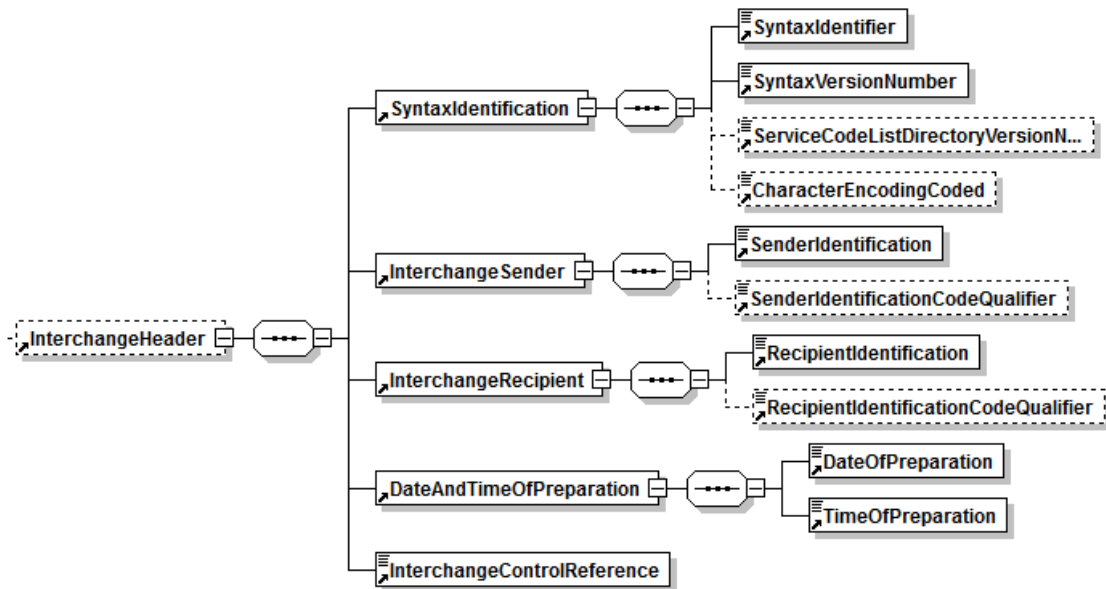 SyntaxIdentifier
SyntaxVersionNumber
SyntaxIdentification
ServiceCodeListDirectoryVersionN...
CharacterEncodingCoded
SenderIdentification
InterchangeSender
SenderIdentificationCodeQualifier
InterchangeHeader
RecipientIdentification
InterchangeRecipient
RecipientIdentificationCodeQualifier
DateOfPreparation
DateAndTimeOfPreparation
TimeOfPreparation
InterchangeControlReference